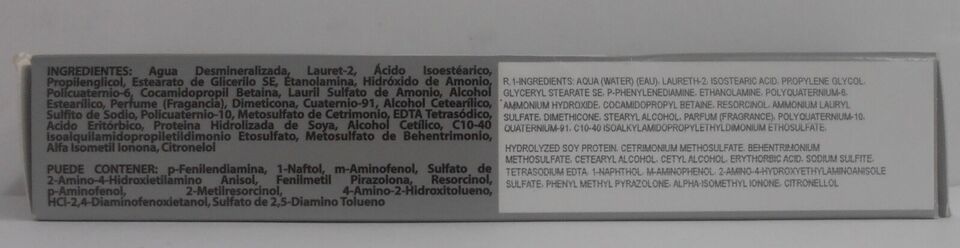 INGREDIENTES: Agua Desmineralizada, Lauret-2, Ácido Isoestéarico,
Propilenglicol, Estearato de Glicerilo SE, Etanolamina, Hidróxido de Amonio,
Policuaternio-6, Cocamidopropil Betaina, Lauril Sulfato de Amonio, Alcohol
Estearílico, Perfume (Fragancia), Dimeticona, Cuaternio-91, Alcohol Cetearílico,
Sulfito de Sodio, Policuaternio-10, Metosulfato de Cetrimonio, EDTA Tetrasódico,
Acido Eritórbico, Proteina Hidrolizada de Soya, Alcohol Cetílico, C10-40
Isoalquilamidopropiletildimonio Etosulfato, Metosulfato de Behentrimonio,
Alfa Isometil Ionona, Citronelol
PUEDE CONTENER: p-Fenilendiamina, 1-Naftol, m-Aminofenol, Sulfato de
2-Amino-4-Hidroxietilamino Anisol, Fenilmetil Pirazolona, Resorcinol,
p-Aminofenol, 2-Metilresorcinol, 4-Amino-2-Hidroxitolueno,
HCl-2,4-Diaminofenoxietanol, Sulfato de 2,5-Diamino Tolueno
R.1-INGREDIENTS: AQUA (WATER) (EAU). LAURETH-2. ISOSTEARIC ACID. PROPYLENE GLYCOL.
GLYCERYL STEARATE SE. P-PHENYLENEDIAMINE. ETHANOLAMINE. POLYQUATERNIUM-6.
AMMONIUM HYDROXIDE. COCAMIDOPROPYL BETAINE. RESORCINOL. AMMONIUM LAURYL
SULFATE. DIMETHICONE. STEARYL ALCOHOL. PARFUM (FRAGRANCE). POLYQUATERNIUM-10.
QUATERNIUM-91. C10-40 ISOALKYLAMIDOPROPYLETHYLDIMONIUM ETHOSULFATE.
HYDROLYZED SOY PROTEIN. CETRIMONIUM METHOSULFATE. BEHENTRIMONIUM
METHOSULFATE. CETEARYL ALCOHOL. CETYL ALCOHOL. ERYTHORBIC ACID. SODIUM SULFITE.
TETRASODIUM EDTA. 1-NAPHTHOL. M-AMINOPHENOL. 2-AMINO-4-HYDROXYETHYLAMINOANISOLE
SULFATE. PHENYL METHYL PYRAZOLONE. ALPHA-ISOMETHYL IONONE. CITRONELLOL